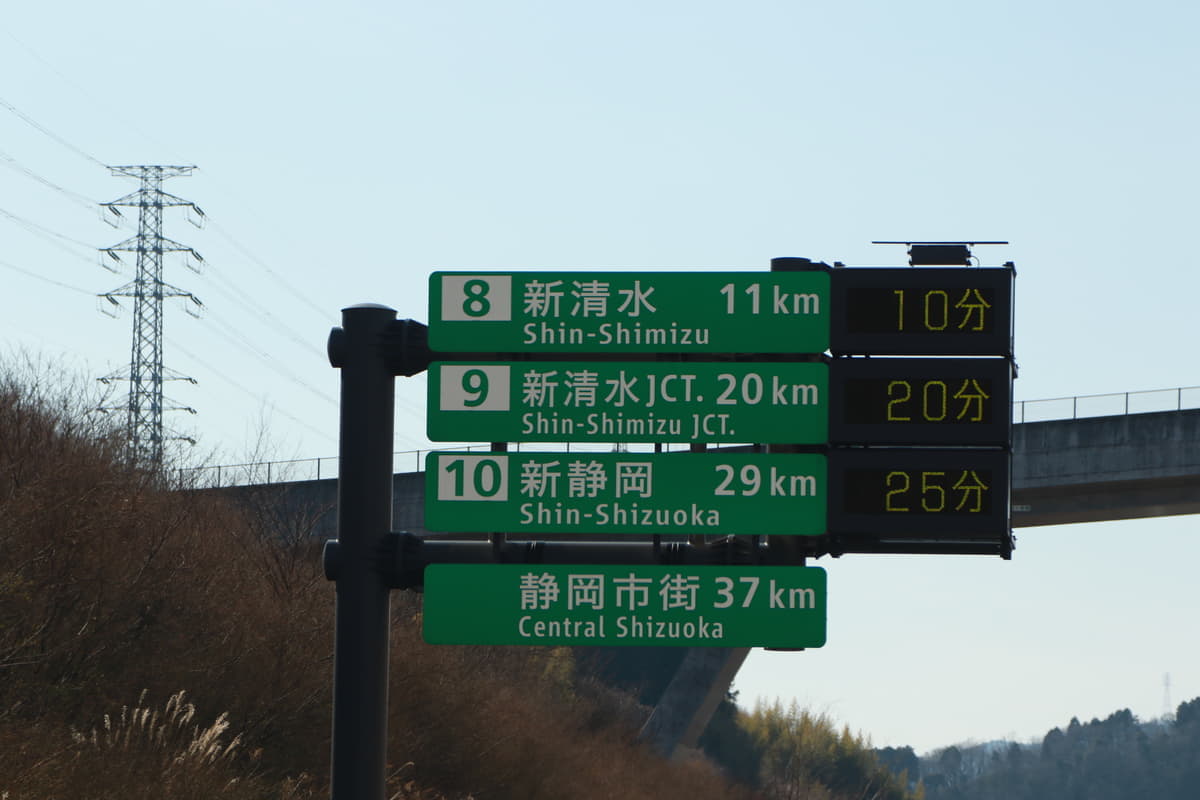 8 新清水 11km 10分
Shin-Shimizu
9 新清水JCT. 20km 20分
Shin-Shimizu JCT.
10 新静岡 29km 25分
Shin-Shizuoka
静岡市街 37km
Central Shizuoka